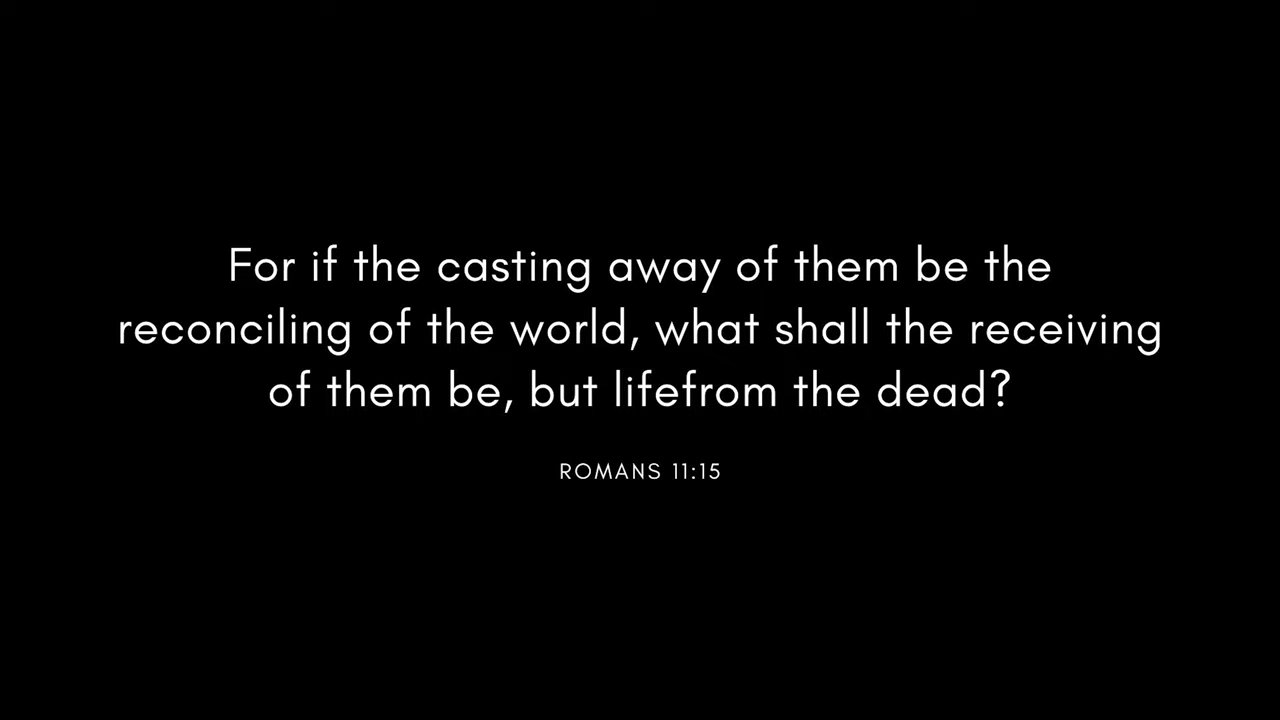 For if the casting away of them be the
reconciling of the world, what shall the receiving
of them be, but lifefrom the dead?
ROMANS 11:15